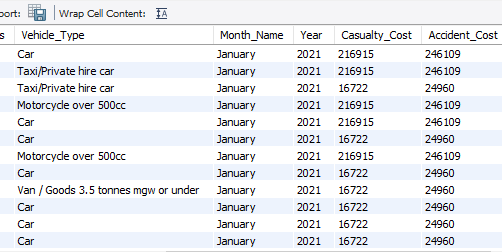 port: Wrap Cell Content:
s Vehicle_Type Month_Name Year Casualty_Cost Accident_Cost
Car January 2021 216915 246109
Taxi/Private hire car January 2021 216915 246109
Taxi/Private hire car January 2021 16722 24960
Motorcycle over 500cc January 2021 216915 246109
Car January 2021 216915 246109
Car January 2021 16722 24960
Motorcycle over 500cc January 2021 216915 246109
Car January 2021 16722 24960
Van / Goods 3.5 tonnes mgw or under January 2021 16722 24960
Car January 2021 16722 24960
Car January 2021 16722 24960
Car January 2021 16722 24960